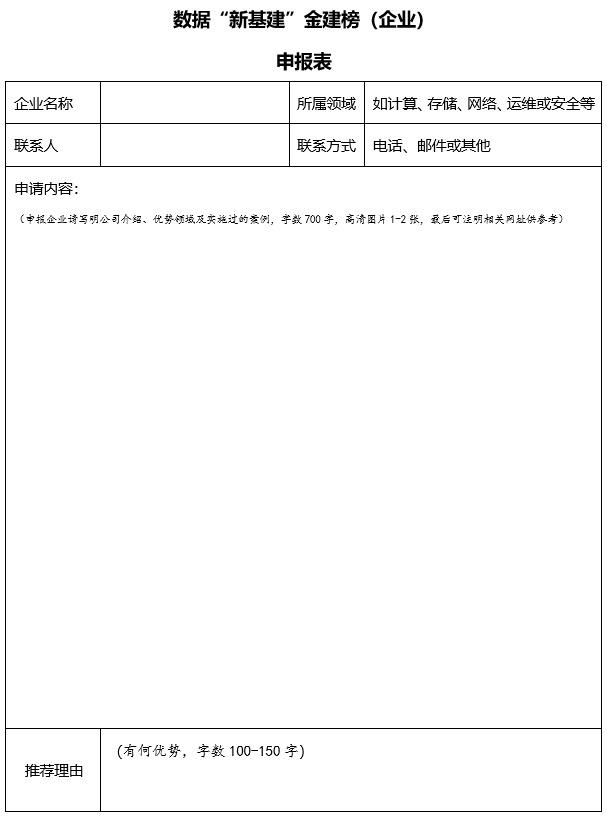 数据“新基建”金建榜（企业）
申报表
企业名称 所属领域 如计算、存储、网络、运维或安全等
联系人 联系方式 电话、邮件或其他
申请内容：
（申报企业请写明公司介绍、优势领域及实施过的案例，字数700字，高清图片1-2张，最后可注明相关网址供参考）
推荐理由 (有何优势，字数100-150字)